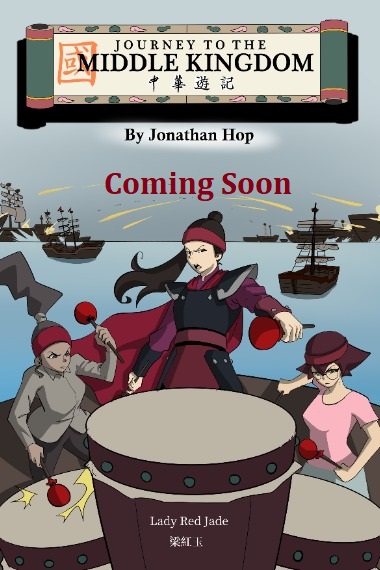 國
JOURNEY TO THE
MIDDLE KINGDOM
中華遊記
By Jonathan Hop
Coming Soon
Lady Red Jade
梁紅玉